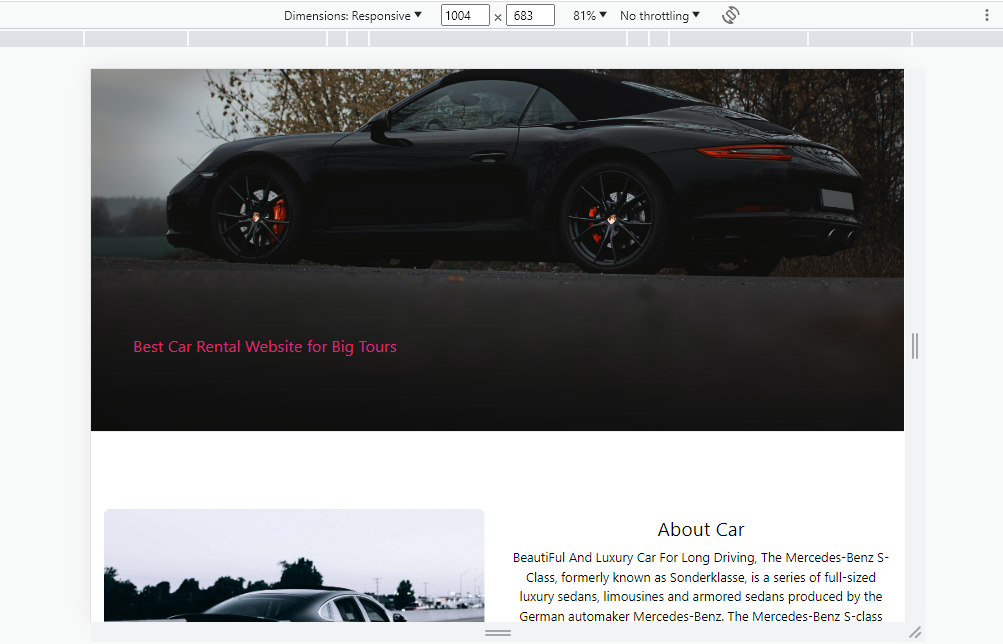 Dimensions: Responsive 1004 × 683 81% No throttling
Best Car Rental Website for Big Tours
About Car
BeautiFul And Luxury Car For Long Driving, The Mercedes-Benz S-
Class, formerly known as Sonderklasse, is a series of full-sized
luxury sedans, limousines and armored sedans produced by the
German automaker Mercedes-Benz. The Mercedes-Benz S-class